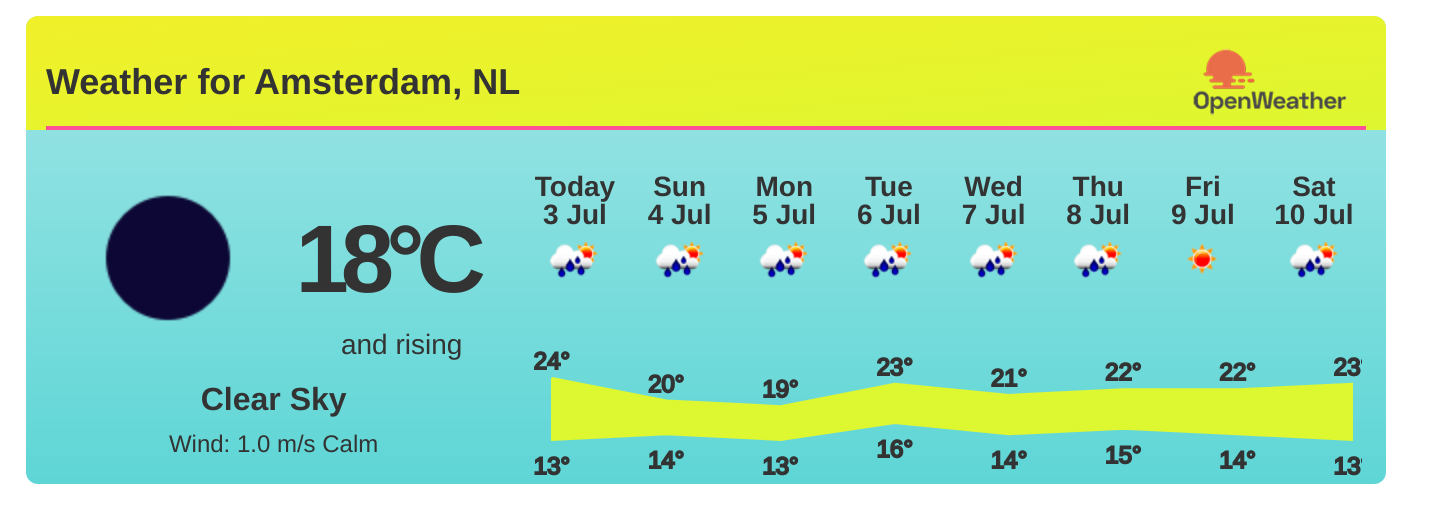 Weather for Amsterdam, NL
OpenWeather
Today Sun Mon Tue Wed Thu Fri Sat
3 Jul 4 Jul 5 Jul 6 Jul 7 Jul 8 Jul 9 Jul 10 Jul
18°C
and rising
Clear Sky
Wind: 1.0 m/s Calm
24° 20° 19° 23° 21° 22° 22° 23°
13° 14° 13° 16° 14° 15° 14° 13°